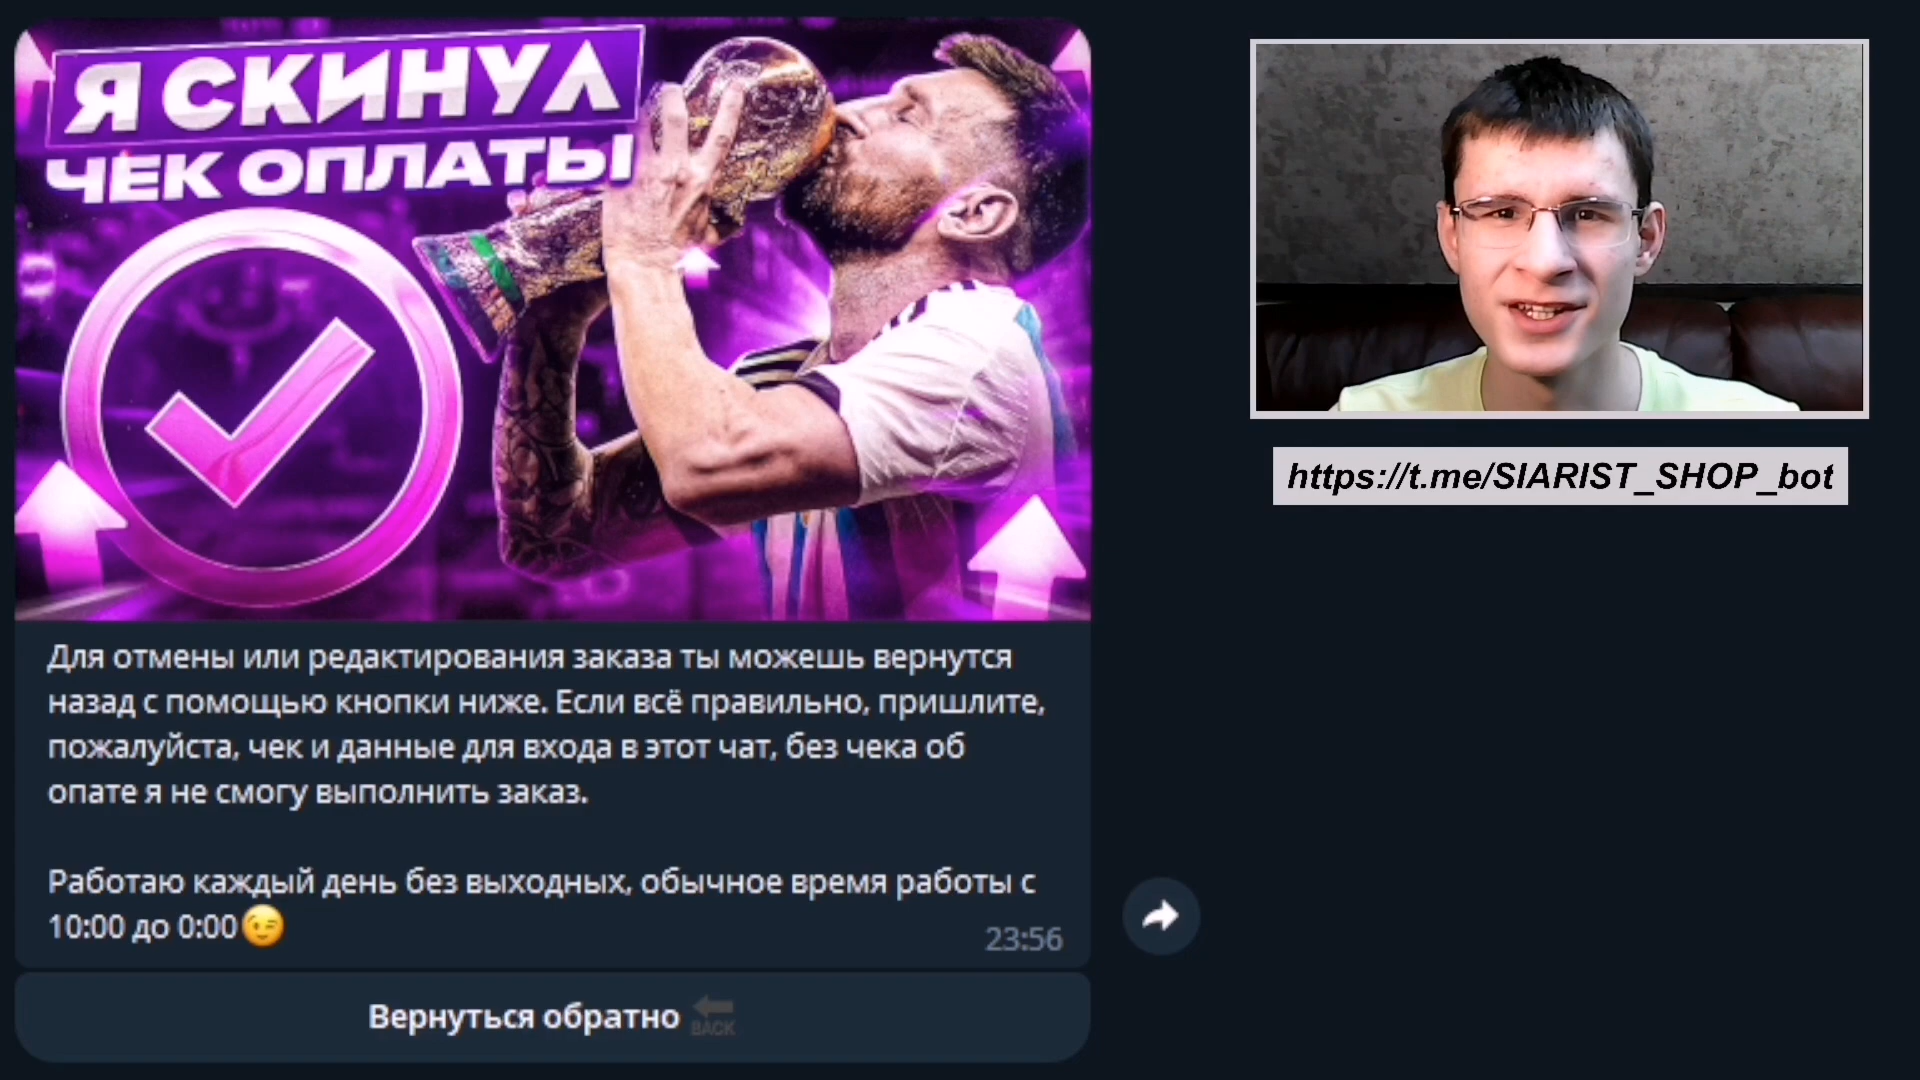 Я СКИНУЛ
ЧЕК ОПЛАТЫ
Для отмены или редактирования заказа ты можешь вернутся
назад с помощью кнопки ниже. Если всё правильно, пришлите,
пожалуйста, чек и данные для входа в этот чат, без чека об
опате я не смогу выполнить заказ.
Работаю каждый день без выходных, обычное время работы с
10:00 до 0:00😉
23:56
Вернуться обратно
BACK
https://t.me/SIARIST_SHOP_bot